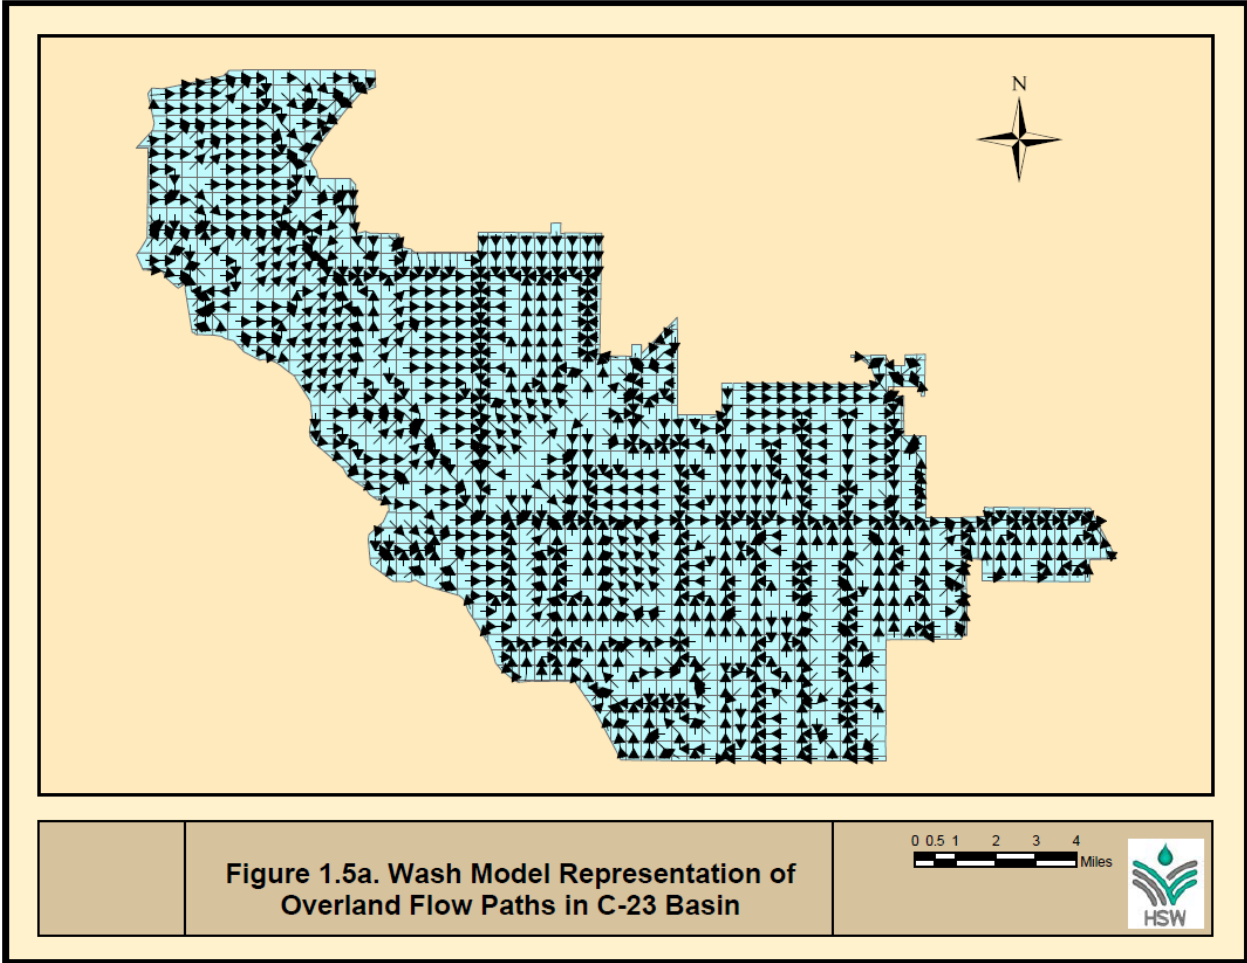 N
Figure 1.5a. Wash Model Representation of
Overland Flow Paths in C-23 Basin
0 0.5 1 2 3 4
Miles
HSW